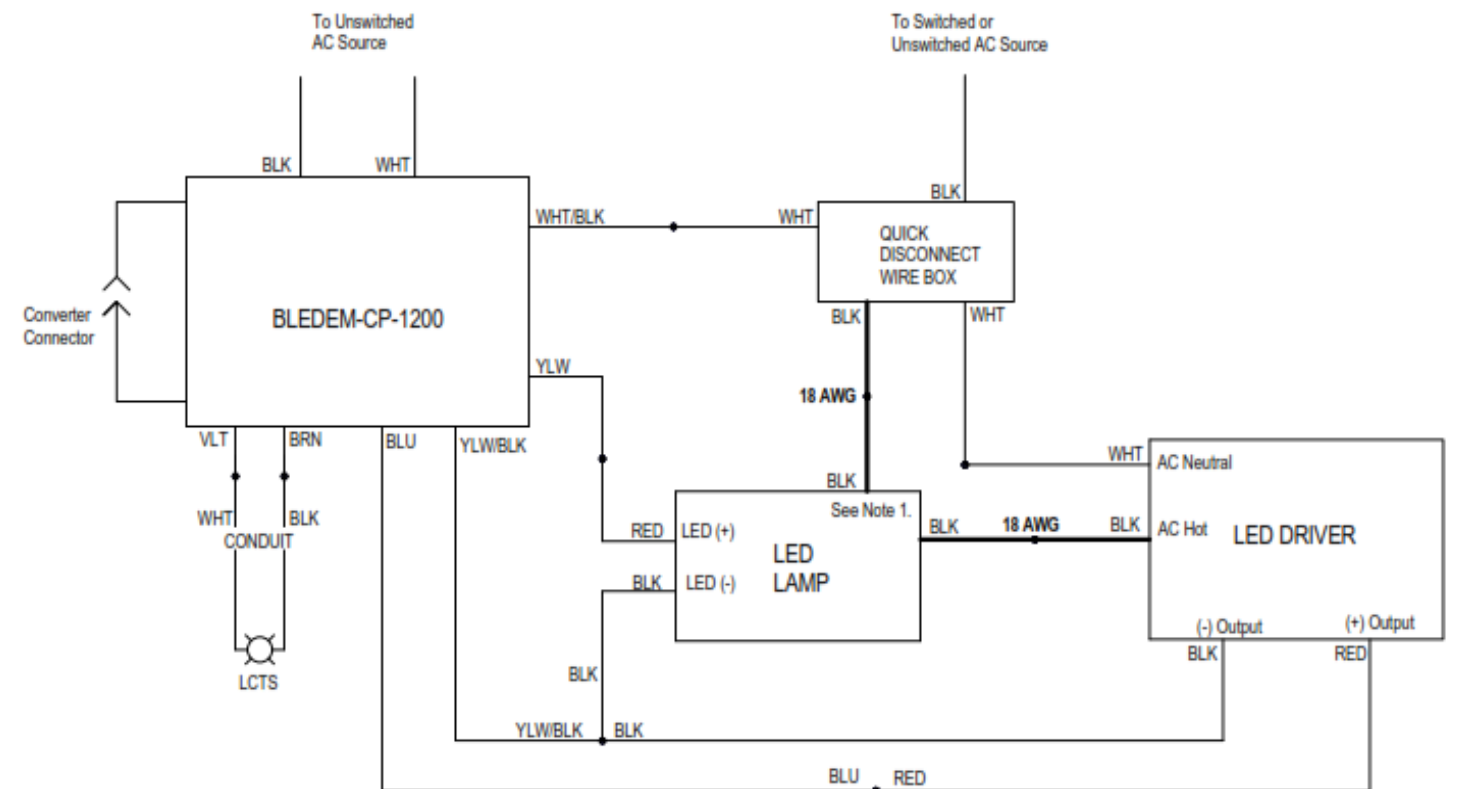 To Unswitched
AC Source
To Switched or
Unswitched AC Source
BLK
WHT
BLK
WHT/BLK
WHT
QUICK
DISCONNECT
WIRE BOX
Converter
Connector
BLEDEM-CP-1200
BLK
WHT
YLW
18 AWG
VLT
BRN
BLU
YLW/BLK
WHT
AC Neutral
BLK
See Note 1.
WHT
BLK
CONDUIT
RED
LED (+)
BLK
18 AWG
BLK
AC Hot
LED DRIVER
LED
LAMP
BLK
LED (-)
(-) Output
(+) Output
BLK
RED
LCTS
BLK
YLW/BLK
BLK
BLU
RED